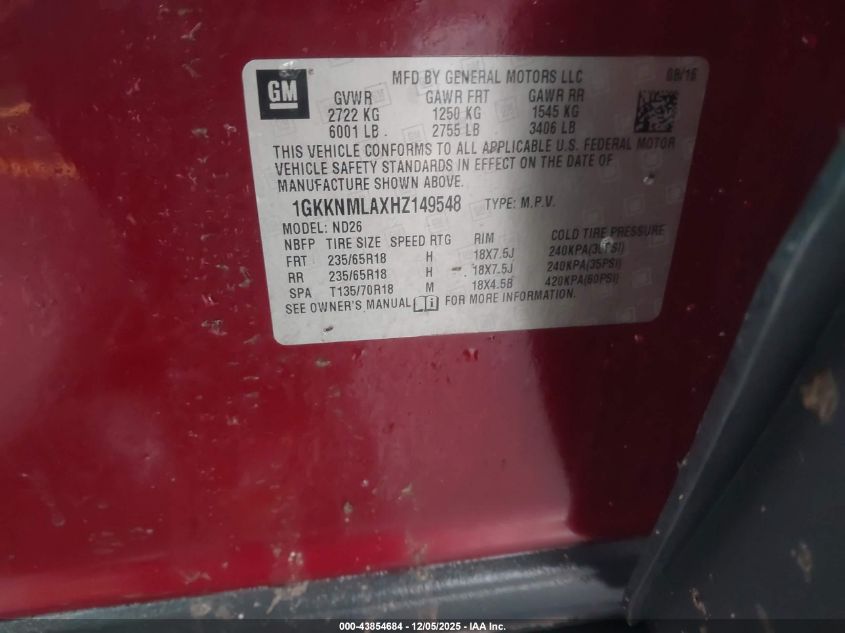 GM
MFD BY GENERAL MOTORS LLC 08/16
GVWR GAWR FRT GAWR RR
2722 KG 1250 KG 1545 KG
6001 LB 2755 LB 3406 LB
THIS VEHICLE CONFORMS TO ALL APPLICABLE U.S. FEDERAL MOTOR
VEHICLE SAFETY STANDARDS IN EFFECT ON THE DATE OF
MANUFACTURE SHOWN ABOVE.
1GKKNMLAXHZ149548 TYPE: M.P.V.
MODEL: ND26
NBFP TIRE SIZE SPEED RTG RIM COLD TIRE PRESSURE
FRT 235/65R18 H 18X7.5J 240KPA(35PSI)
RR 235/65R18 H 18X7.5J 240KPA(35PSI)
SPA T135/70R18 M 18X4.5B 420KPA(60PSI)
SEE OWNER'S MANUAL FOR MORE INFORMATION.
000-43854684 - 12/05/2025 - IAA Inc.